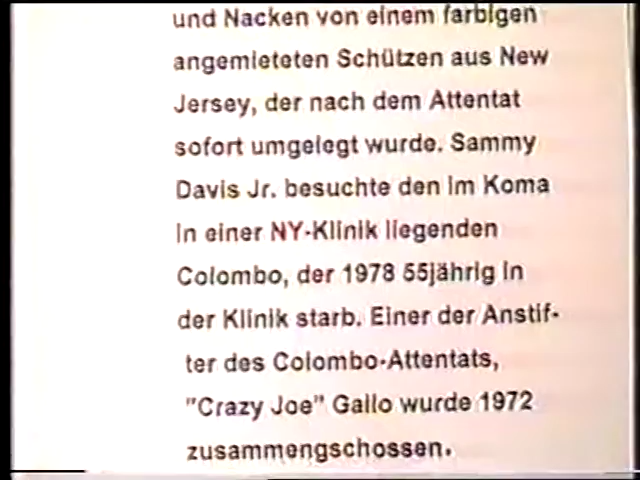 und Nacken von einem farbigen
angemieteten Schützen aus New
Jersey, der nach dem Attentat
sofort umgelegt wurde. Sammy
Davis Jr. besuchte den im Koma
in einer NY-Klinik liegenden
Colombo, der 1978 55jährig in
der Klinik starb. Einer der Anstif-
ter des Colombo-Attentats,
"Crazy Joe" Gallo wurde 1972
zusammengschossen.